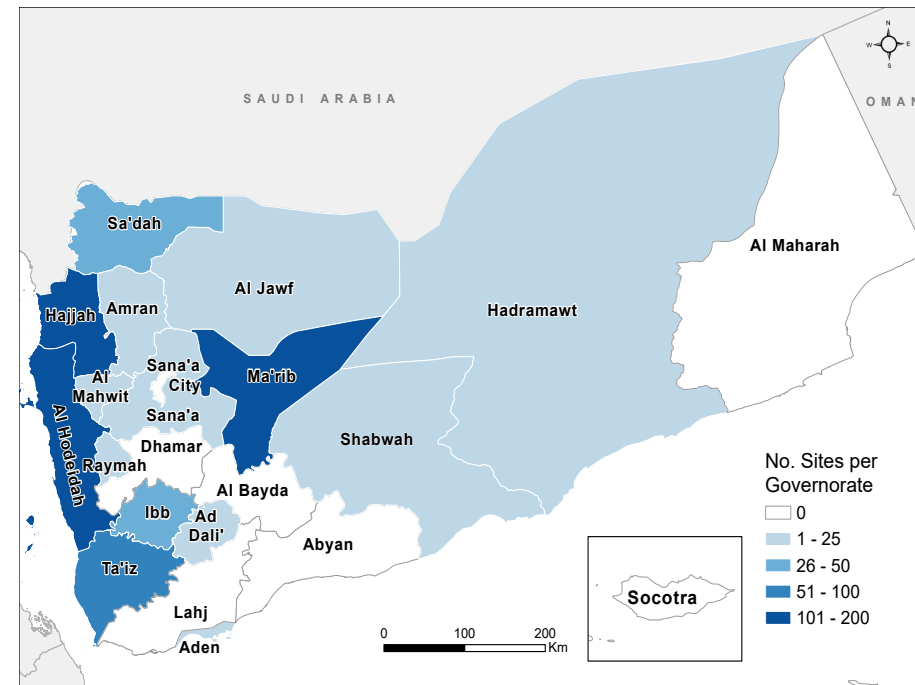 N
W E
S
SAUDI ARABIA
OMAN
Sa'dah
Al Maharah
Al Jawf
Hajjah
Amran
Hadramawt
Sana'a
City
Ma'rib
Al
Mahwit
Sana'a
Al Hodeidah
Dhamar
Shabwah
Raymah
Al Bayda
Ibb
Ad
Dali'
Abyan
Ta'iz
Lahj
Aden
Socotra
0 100 200
Km
No. Sites per
Governorate
0
1 - 25
26 - 50
51 - 100
101 - 200